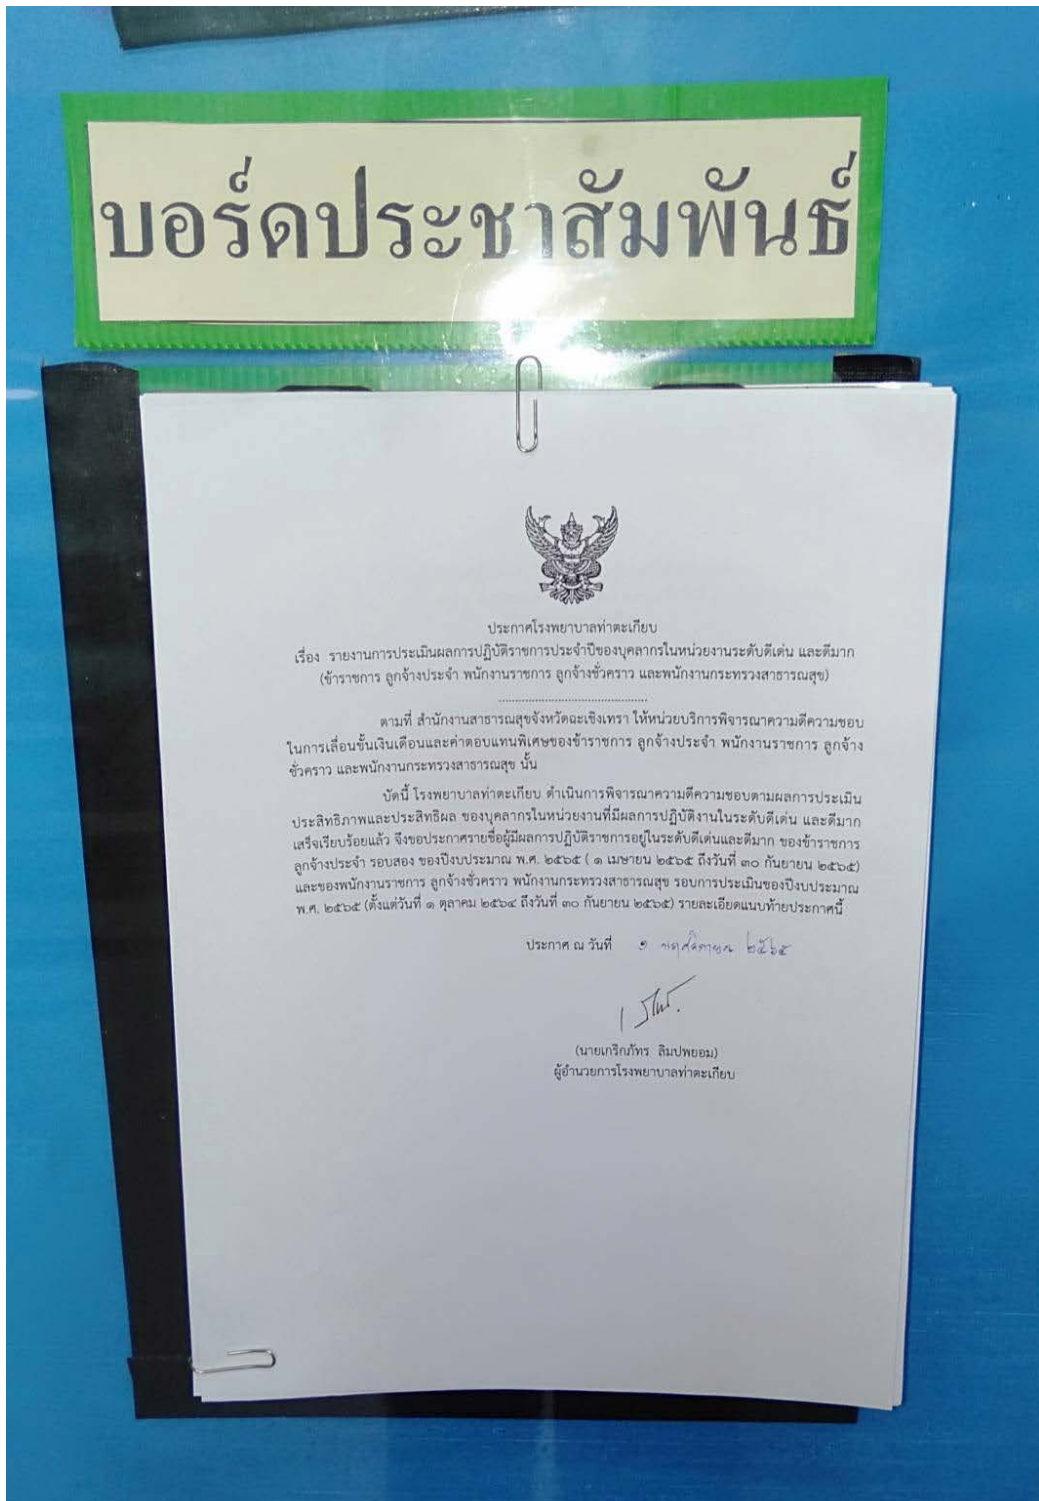 บอร์ดประชาสัมพันธ์
ประกาศโรงพยาบาลท่าตะเกียบ
เรื่อง รายงานการประเมินผลการปฏิบัติราชการประจำปีของบุคลากรในหน่วยงานระดับดีเด่น และดีมาก
(ข้าราชการ ลูกจ้างประจำ พนักงานราชการ ลูกจ้างชั่วคราว และพนักงานกระทรวงสาธารณสุข)
.............................................
ตามที่ สำนักงานสาธารณสุขจังหวัดฉะเชิงเทรา ให้หน่วยบริการพิจารณาความดีความชอบ
ในการเลื่อนขั้นเงินเดือนและค่าตอบแทนพิเศษของข้าราชการ ลูกจ้างประจำ พนักงานราชการ ลูกจ้าง
ชั่วคราว และพนักงานกระทรวงสาธารณสุข นั้น
บัดนี้ โรงพยาบาลท่าตะเกียบ ดำเนินการพิจารณาความดีความชอบตามผลการประเมิน
ประสิทธิภาพและประสิทธิผล ของบุคลากรในหน่วยงานที่มีผลการปฏิบัติงานในระดับดีเด่น และดีมาก
เสร็จเรียบร้อยแล้ว จึงขอประกาศรายชื่อผู้มีผลการปฏิบัติราชการอยู่ในระดับดีเด่นและดีมาก ของข้าราชการ
ลูกจ้างประจำ รอบสอง ของปีงบประมาณ พ.ศ. ๒๕๖๕ ( ๑ เมษายน ๒๕๖๕ ถึงวันที่ ๓๐ กันยายน ๒๕๖๕)
และของพนักงานราชการ ลูกจ้างชั่วคราว พนักงานกระทรวงสาธารณสุข รอบการประเมินของปีงบประมาณ
พ.ศ. ๒๕๖๕ (ตั้งแต่วันที่ ๑ ตุลาคม ๒๕๖๔ ถึงวันที่ ๓๐ กันยายน ๒๕๖๕) รายละเอียดแนบท้ายประกาศนี้
ประกาศ ณ วันที่ ๑ พฤศจิกายน ๒๕๖๕
(นายเกริกภัทร ลิมปพยอม)
ผู้อำนวยการโรงพยาบาลท่าตะเกียบ